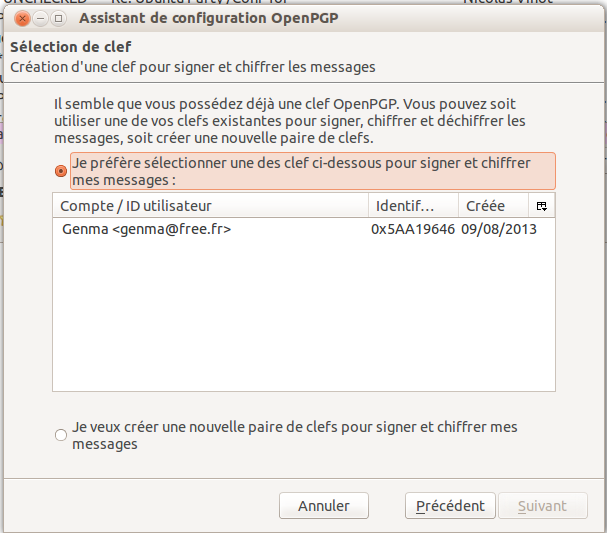 UNCHECKED
Re: Ubuntu Party
Nicolas Vinot
Assistant de configuration OpenPGP
Sélection de clef
Création d'une clef pour signer et chiffrer les messages
Il semble que vous possédez déjà une clef OpenPGP. Vous pouvez soit
utiliser une de vos clefs existantes pour signer, chiffrer et déchiffrer les
messages, soit créer une nouvelle paire de clefs.
Je préfère sélectionner une des clef ci-dessous pour signer et chiffrer
mes messages :
Compte / ID utilisateur Identif... Créée
Genma <genma@free.fr> 0x5AA19646 09/08/2013
Je veux créer une nouvelle paire de clefs pour signer et chiffrer mes
messages
Annuler Précédent Suivant